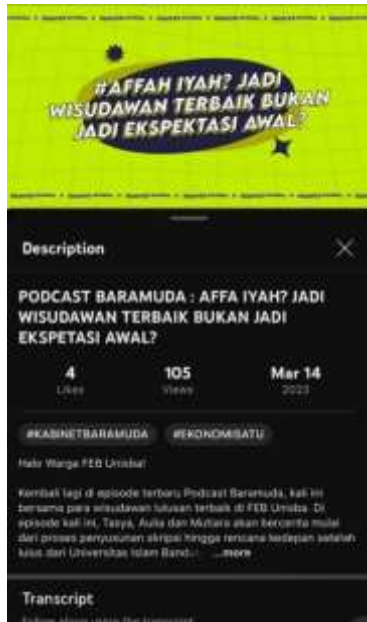 #AFFAH IYAH? JADI
WISUDAWAN TERBAIK BUKAN
JADI EKSPEKTASI AWAL?
Description
PODCAST BARAMUDA : AFFA IYAH? JADI
WISUDAWAN TERBAIK BUKAN JADI
EKSPETASI AWAL?
4 105 Mar 14
Likes Views 2023
#KABINETBARAMUDA #EKONOMISATU
Halo Warga FEB Unisba!
Kembali lagi di episode terbaru Podcast Baramuda, kali ini
bersama para wisudawan lulusan terbaik di FEB Unisba. Di
episode kali ini, Tasya, Aulia dan Mutiara akan bercerita mulai
dari proses penyusunan skripsi hingga rencana kedepan setelah
lulus dari Universitas Islam Band ...more
Transcript